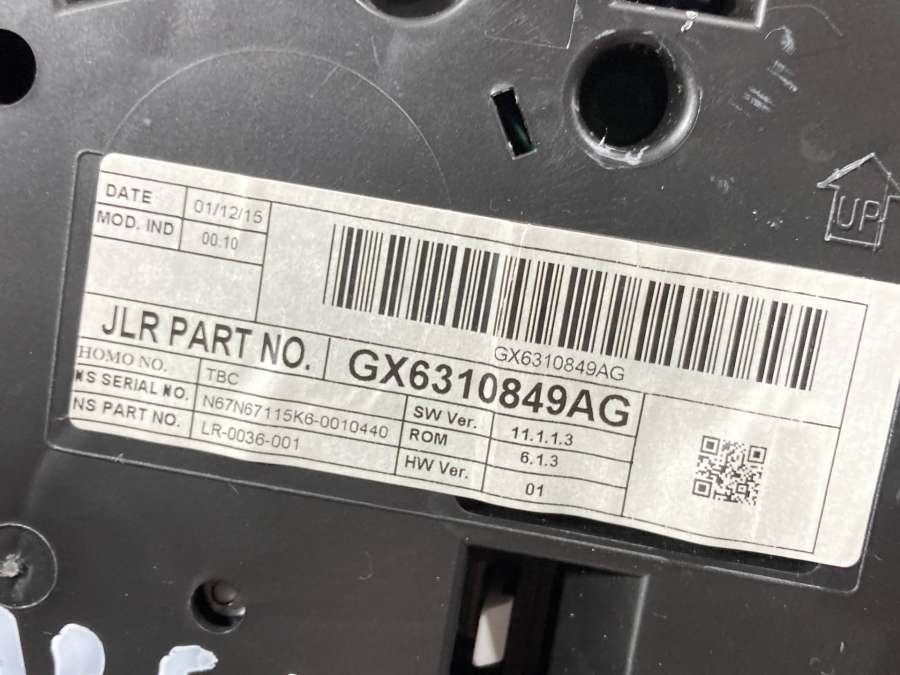 DATE 01/12/15
MOD. IND 00.10
GX6310849AG
JLR PART NO. GX6310849AG
HOMO NO. TBC
NS SERIAL NO. N67N67115K6-0010440
NS PART NO. LR-0036-001
SW Ver. 11.1.1.3
ROM 6.1.3
HW Ver. 01
UP